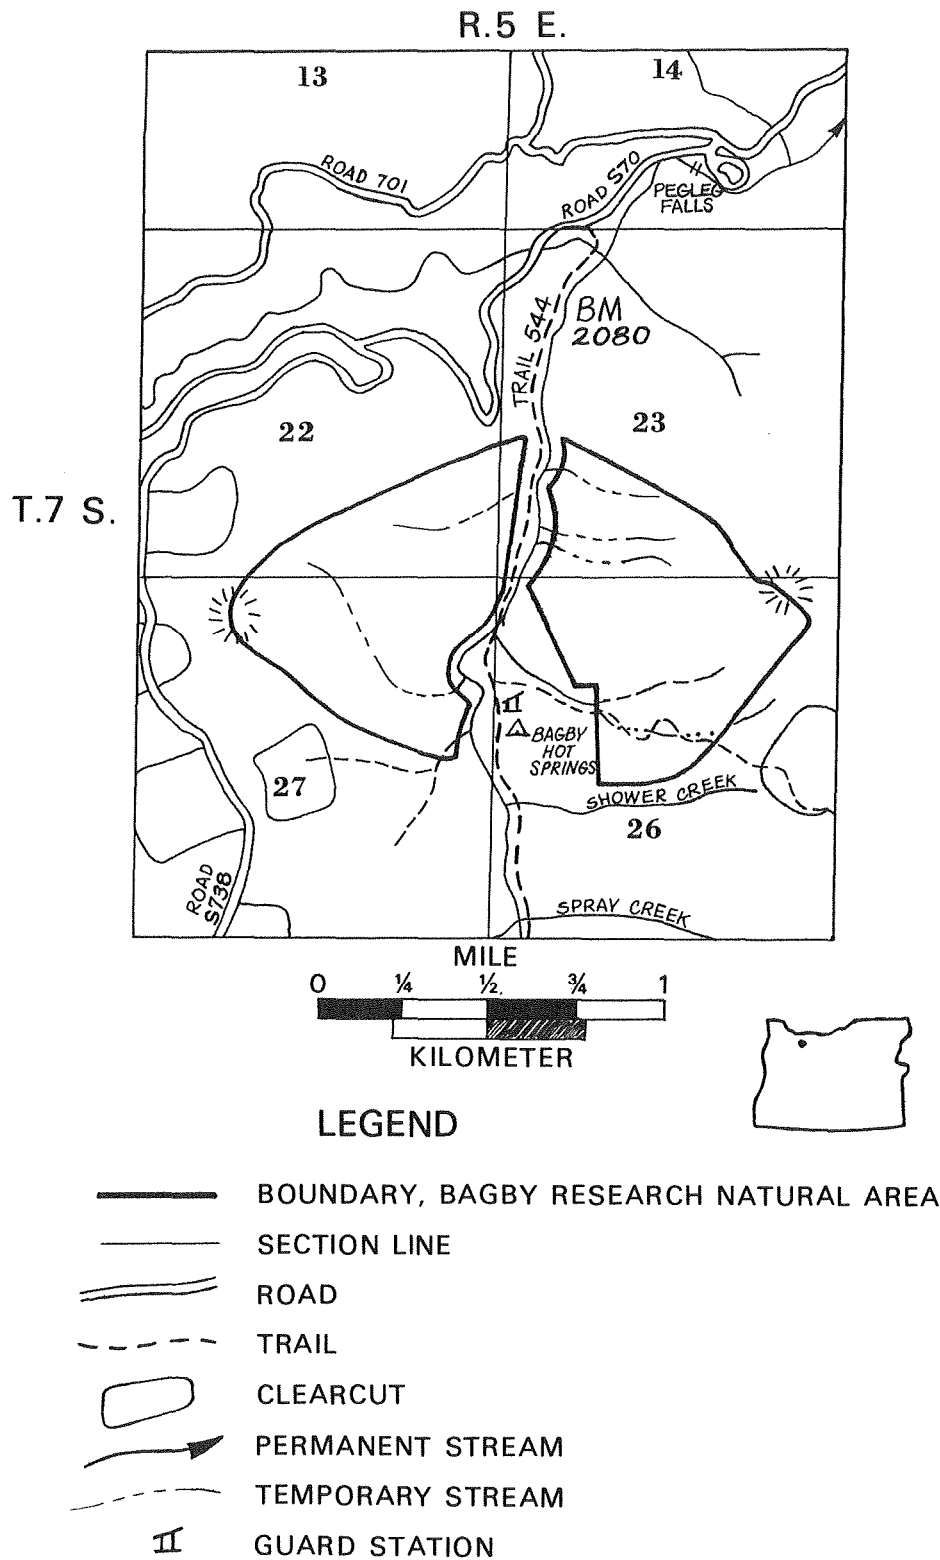 R.5 E.
13
14
ROAD 701
ROAD S70
PEGLEG
FALLS
BM
2080
TRAIL 544
22
23
T.7 S.
BAGBY
HOT
SPRINGS
27
SHOWER CREEK
26
ROAD
S738
SPRAY CREEK
MILE
0 ¼ ½. ¾ 1
KILOMETER
LEGEND
BOUNDARY, BAGBY RESEARCH NATURAL AREA
SECTION LINE
ROAD
TRAIL
CLEARCUT
PERMANENT STREAM
TEMPORARY STREAM
GUARD STATION